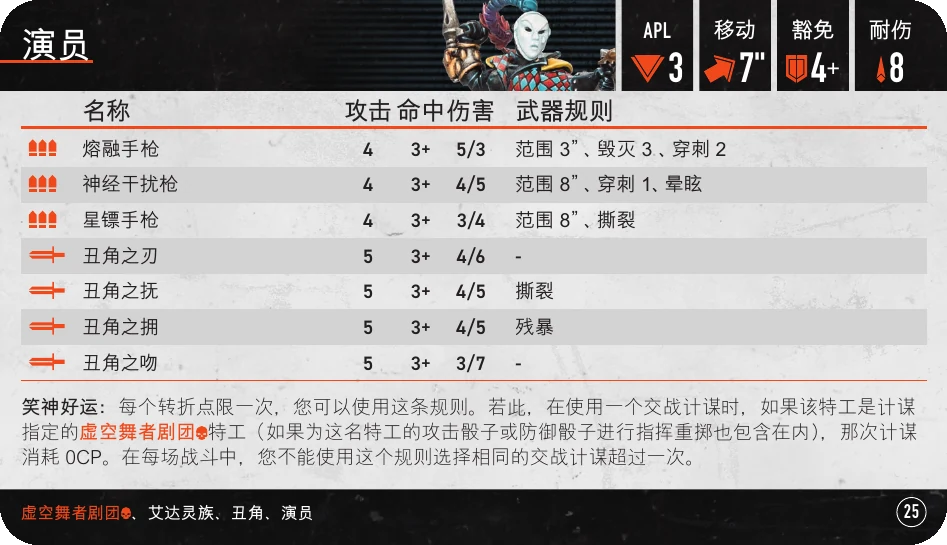 演员
APL 移动 豁免 耐伤
3 7" 4+ 8
名称 攻击 命中 伤害 武器规则
熔融手枪 4 3+ 5/3 范围 3”、毁灭 3、穿刺 2
神经干扰枪 4 3+ 4/5 范围 8”、穿刺 1、晕眩
星镖手枪 4 3+ 3/4 范围 8”、撕裂
丑角之刃 5 3+ 4/6 -
丑角之抚 5 3+ 4/5 撕裂
丑角之拥 5 3+ 4/5 残暴
丑角之吻 5 3+ 3/7 -
笑神好运：每个转折点限一次，您可以使用这条规则。若此，在使用一个交战计谋时，如果该特工是计谋
指定的虚空舞者剧团特工（如果为这名特工的攻击骰子或防御骰子进行指挥重掷也包含在内），那次计谋
消耗 0CP。在每场战斗中，您不能使用这个规则选择相同的交战计谋超过一次。
虚空舞者剧团、艾达灵族、丑角、演员
25